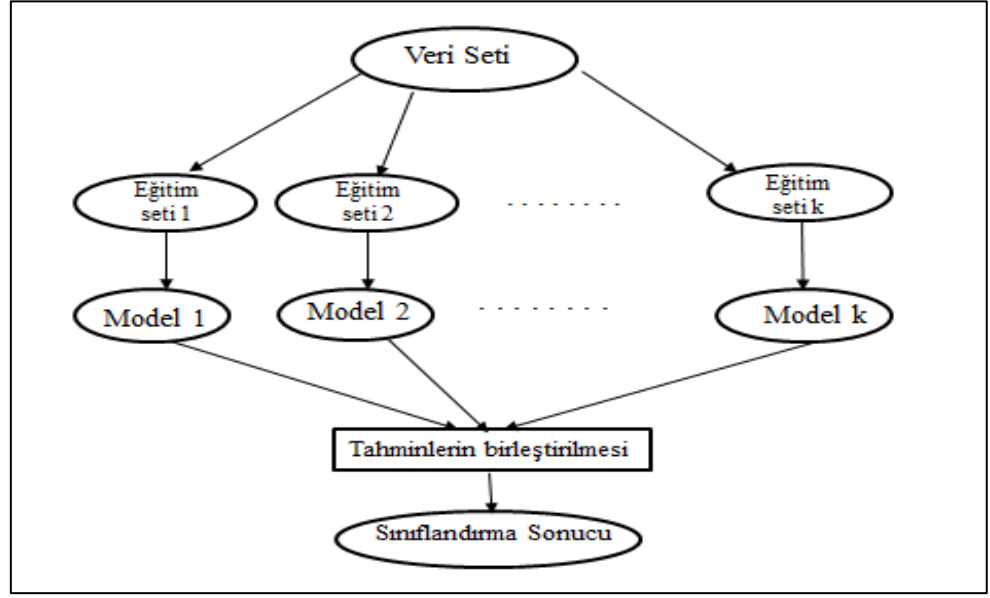 Veri Seti
Eğitim
seti 1
Eğitim
seti 2
Eğitim
seti k
Model 1
Model 2
Model k
Tahminlerin birleştirilmesi
Sınıflandırma Sonucu